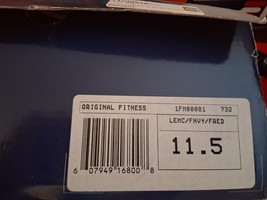 ORIGINAL FITNESS 1FM00081 732
LEMC/FNVY/FRED
11.5
6 07949 16800 8